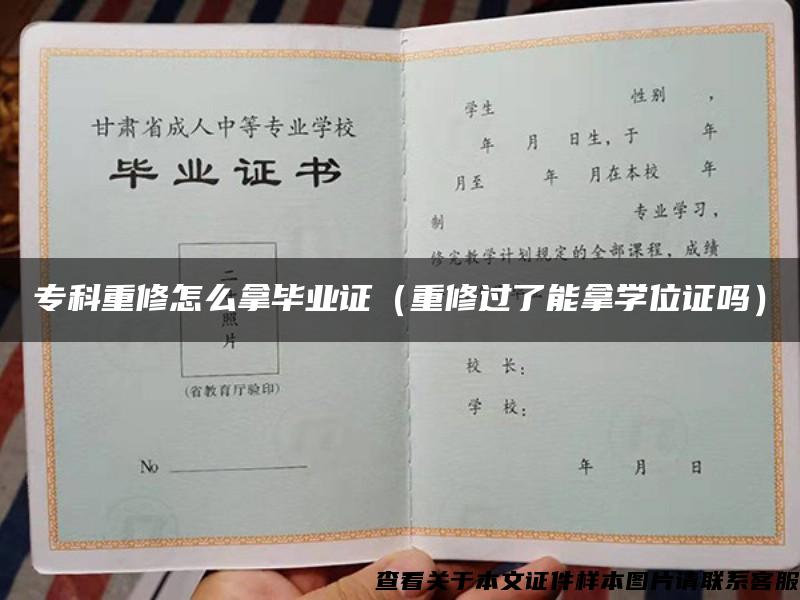 甘肃省成人中等专业学校
毕业证书
二
照
片
(省教育厅验印)
No
学生 性别 ，
年 月 日生，于 年
月至 年 月在本校 年
制 专业学习，
修完教学计划规定的全部课程，成绩
专科重修怎么拿毕业证（重修过了能拿学位证吗）
校 长：
学 校：
年 月 日
查看关于本文证件样本图片请联系客服